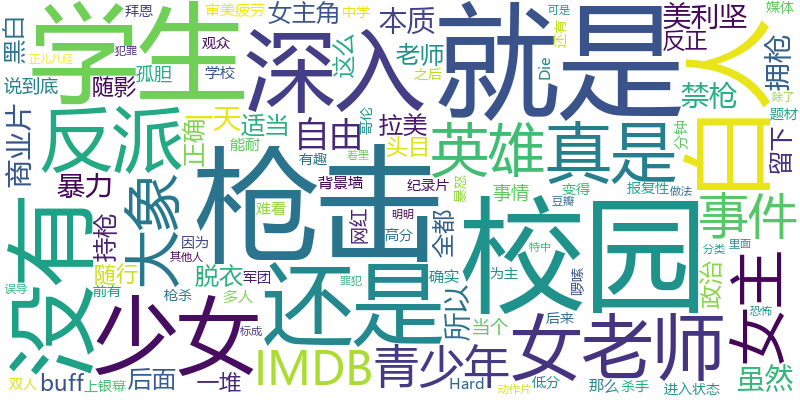 黑白
拜恩
审美疲劳
中学
女主角
本质
美利坚
媒体
可是
还有
正儿八经
犯罪
孤胆
观众
学校
这么
老师
之后
反正
拥枪
说到底
随影
学生
深入
就是
白人
商业片
反派
一天
适当
拉美
哥伦
Die
禁枪
分钟
除了
题材
正确
能耐
自由
头目
英雄
真是
留下
暴力
大象
有趣
若里
枪击
背景墙
纪录片
暴怒
事情
变得
报复性
做法
持枪
没有
难看
网红
明明
高分
全都
豆瓣
校园
事件
分类
里面
随行
因为
其他人
脱衣
军团
罪犯
还是
确实
为主
特中
啰嗦
政治
女主
误导
前有
枪杀
多人
所以
当个
恐怖
少女
标成
IMDB
青少年
后来
女老师
双人
buff
上银幕
后面
一堆
Hard
动作片
低分
那么
杀手
进入状态
虽然